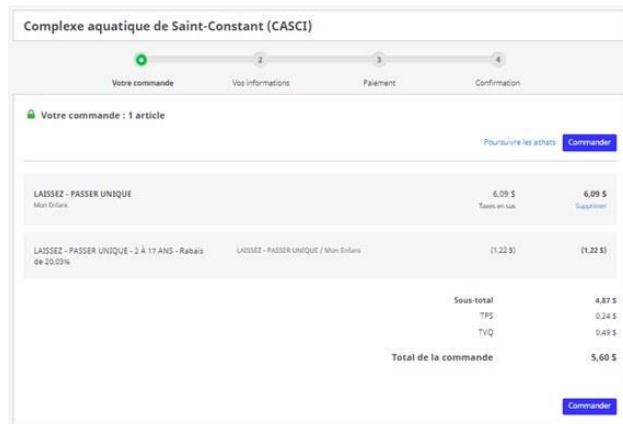 Complexe aquatique de Saint-Constant (CASCI)
2 3 4
Votre commande Vos informations Paiement Confirmation
Votre commande : 1 article
Poursuivre les achats Commander
LAISSEZ - PASSER UNIQUE 6,09 $ 6,09 $
Mon Enfant Taxes en sus Supprimer
LAISSEZ - PASSER UNIQUE - 2 À 17 ANS - Rabais LAISSEZ - PASSER UNIQUE / Mon Enfant (1,22 $) (1,22 $)
de 20,03%
Sous-total 4,87 $
TPS 0,24 $
TVQ 0,49 $
Total de la commande 5,60 $
Commander